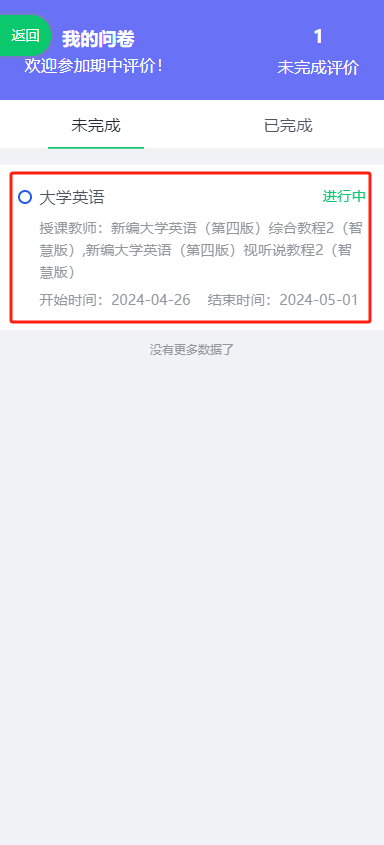 返回
我的问卷
1
欢迎参加期中评价！
未完成评价
未完成
已完成
大学英语
进行中
授课教师：新编大学英语（第四版）综合教程2（智
慧版）,新编大学英语（第四版）视听说教程2（智
慧版）
开始时间：2024-04-26 结束时间：2024-05-01
没有更多数据了